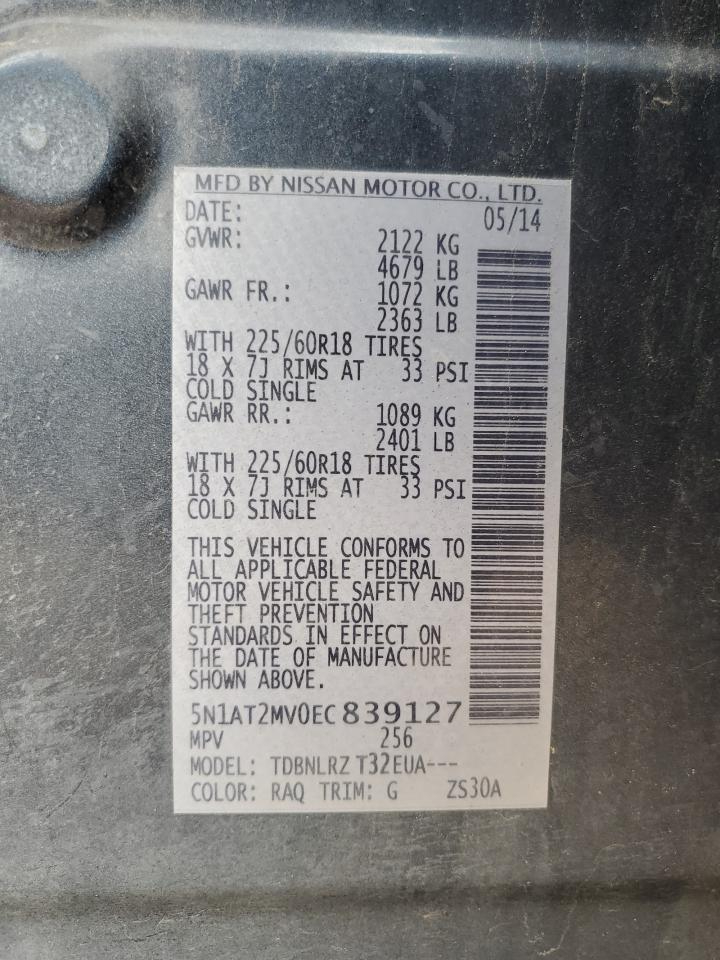 MFD BY NISSAN MOTOR CO., LTD.
DATE: 05/14
GVWR: 2122 KG
4679 LB
GAWR FR.: 1072 KG
2363 LB
WITH 225/60R18 TIRES
18 X 7J RIMS AT 33 PSI
COLD SINGLE
GAWR RR.: 1089 KG
2401 LB
WITH 225/60R18 TIRES
18 X 7J RIMS AT 33 PSI
COLD SINGLE
THIS VEHICLE CONFORMS TO
ALL APPLICABLE FEDERAL
MOTOR VEHICLE SAFETY AND
THEFT PREVENTION
STANDARDS IN EFFECT ON
THE DATE OF MANUFACTURE
SHOWN ABOVE.
5N1AT2MV0EC839127
MPV 256
MODEL: TDBNLRZ T32EUA---
COLOR: RAQ TRIM: G ZS30A